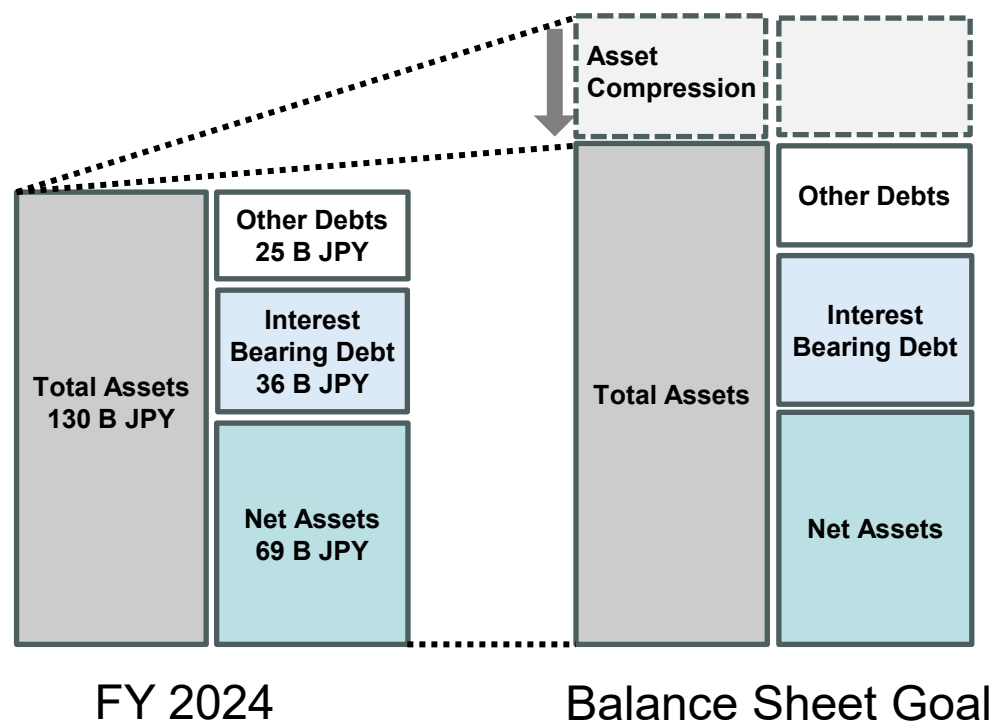 Asset
Compression
Other Debts
25 B JPY
Interest
Bearing Debt
36 B JPY
Total Assets
130 B JPY
Net Assets
69 B JPY
Other Debts
Interest
Bearing Debt
Total Assets
Net Assets
FY 2024
Balance Sheet Goal